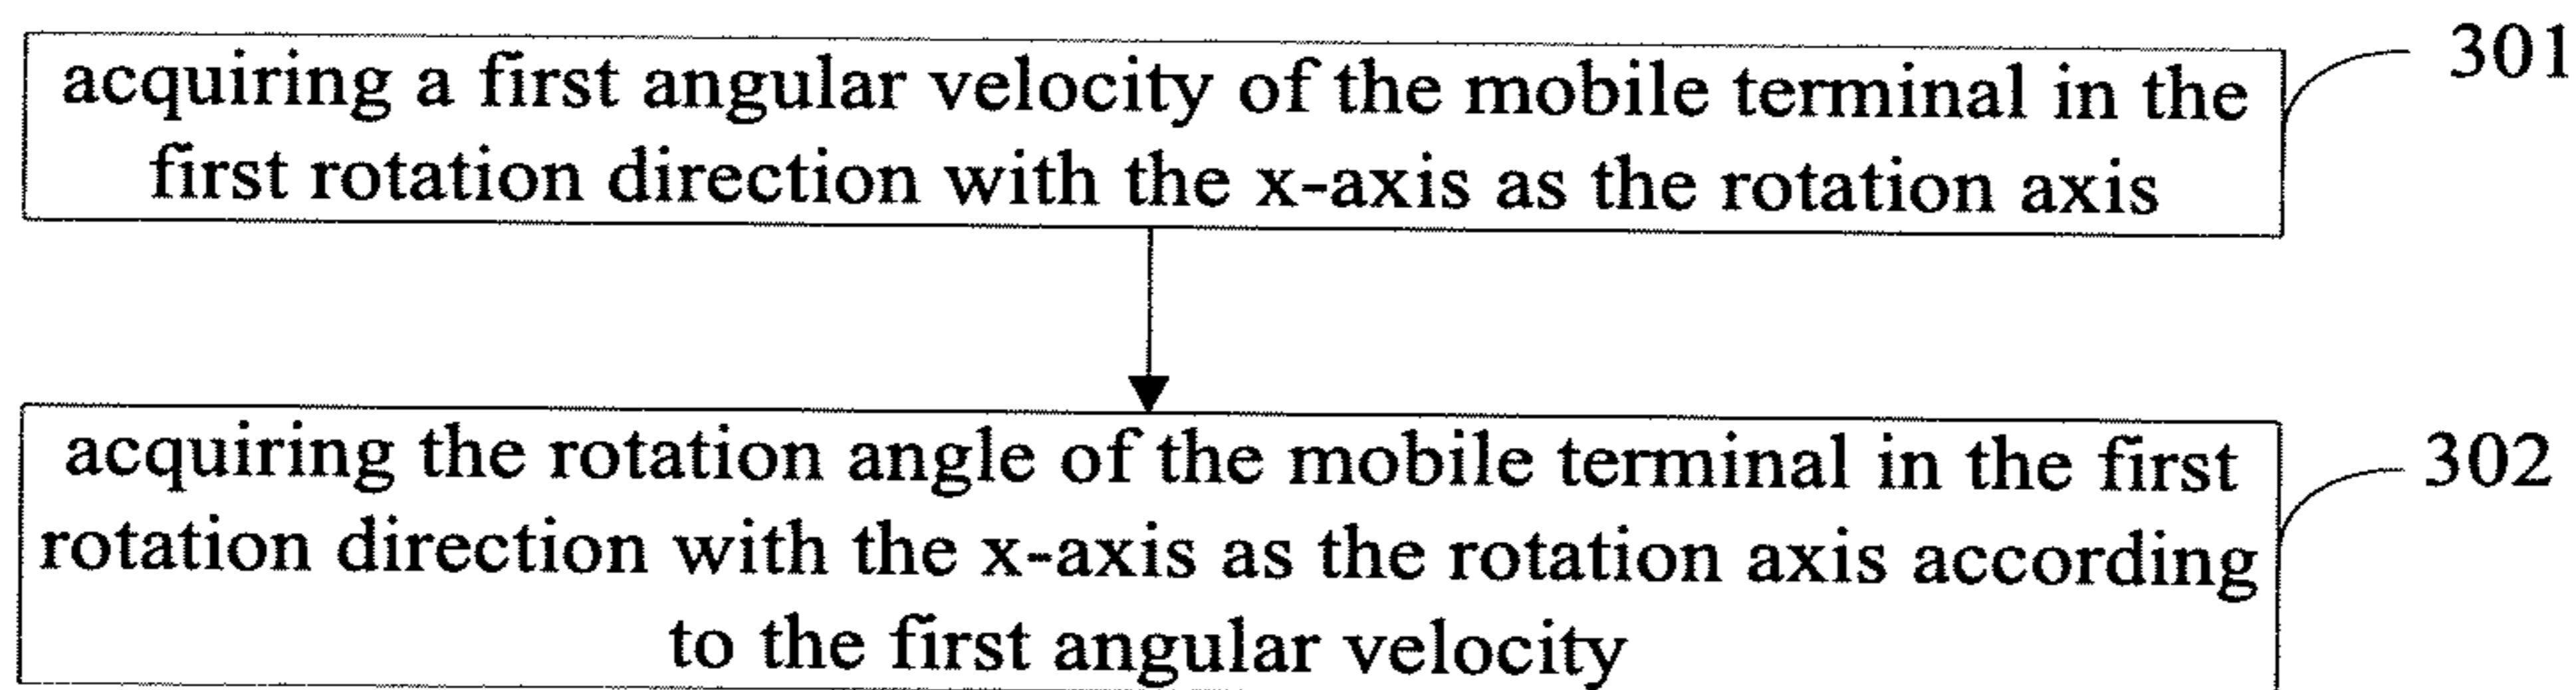 acquiring a first angular velocity of the mobile terminal in the
first rotation direction with the x-axis as the rotation axis
301
acquiring the rotation angle of the mobile terminal in the first
rotation direction with the x-axis as the rotation axis according
to the first angular velocity
302